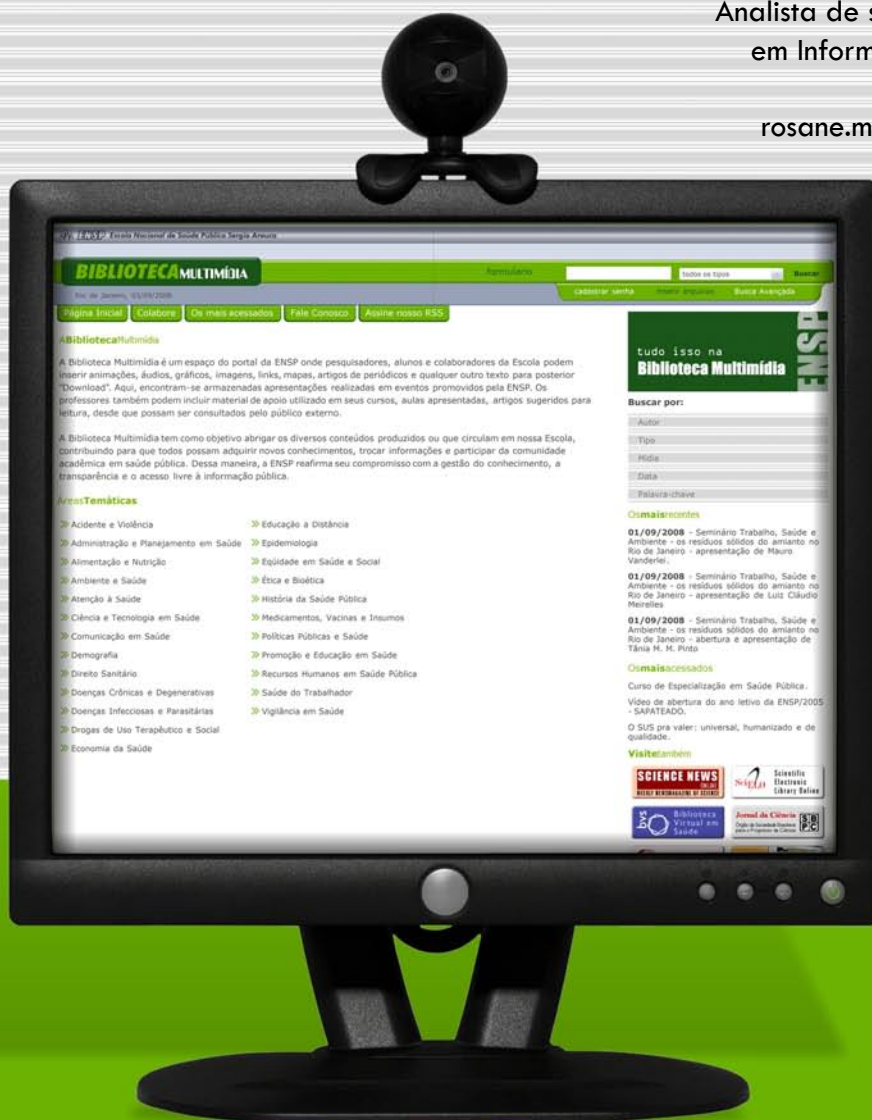 Analista de s
em Inform
rosane.m
ENSP Escola Nacional de Saúde Pública Sergio Arouca
BIBLIOTECA MULTIMÍDIA
formulário
todos os tipos
Buscar
Rio de Janeiro, 03/09/2008
cadastrar senha
inserir arquivos
Busca Avançada
Página Inicial
Colabore
Os mais acessados
Fale Conosco
Assine nosso RSS
ABibliotecaMultimídia
A Biblioteca Multimídia é um espaço do portal da ENSP onde pesquisadores, alunos e colaboradores da Escola podem
inserir animações, áudios, gráficos, imagens, links, mapas, artigos de periódicos e qualquer outro texto para posterior
"Download". Aqui, encontram-se armazenadas apresentações realizadas em eventos promovidos pela ENSP. Os
professores também podem incluir material de apoio utilizado em seus cursos, aulas apresentadas, artigos sugeridos para
leitura, desde que possam ser consultados pelo público externo.
A Biblioteca Multimídia tem como objetivo abrigar os diversos conteúdos produzidos ou que circulam em nossa Escola,
contribuindo para que todos possam adquirir novos conhecimentos, trocar informações e participar da comunidade
acadêmica em saúde pública. Dessa maneira, a ENSP reafirma seu compromisso com a gestão do conhecimento, a
transparência e o acesso livre à informação pública.
ÁreasTemáticas
Acidente e Violência
Administração e Planejamento em Saúde
Alimentação e Nutrição
Ambiente e Saúde
Atenção à Saúde
Ciência e Tecnologia em Saúde
Comunicação em Saúde
Demografia
Direito Sanitário
Doenças Crônicas e Degenerativas
Doenças Infecciosas e Parasitárias
Drogas de Uso Terapêutico e Social
Economia da Saúde
Educação a Distância
Epidemiologia
Eqüidade em Saúde e Social
Ética e Bioética
História da Saúde Pública
Medicamentos, Vacinas e Insumos
Políticas Públicas e Saúde
Promoção e Educação em Saúde
Recursos Humanos em Saúde Pública
Saúde do Trabalhador
Vigilância em Saúde
tudo isso na
Biblioteca Multimídia
ENSP
Buscar por:
Autor
Tipo
Mídia
Data
Palavra-chave
Osmaisrecentes
01/09/2008 - Seminário Trabalho, Saúde e
Ambiente - os resíduos sólidos do amianto no
Rio de Janeiro - apresentação de Mauro
Vanderlei.
01/09/2008 - Seminário Trabalho, Saúde e
Ambiente - os resíduos sólidos do amianto no
Rio de Janeiro - apresentação de Luiz Cláudio
Meirelles
01/09/2008 - Seminário Trabalho, Saúde e
Ambiente - os resíduos sólidos do amianto no
Rio de Janeiro - abertura e apresentação de
Tânia M. M. Pinto
Osmaisacessados
Curso de Especialização em Saúde Pública.
Vídeo de abertura do ano letivo da ENSP/2005
- SAPATEADO.
O SUS pra valer: universal, humanizado e de
qualidade.
Visitetambém
SCIENCE NEWS
ONLINE
WEEKLY NEWSMAGAZINE OF SCIENCE
SciELO
Scientific
Electronic
Library Online
bvs
Biblioteca
Virtual em
Saúde
Jornal da Ciência
SBPC